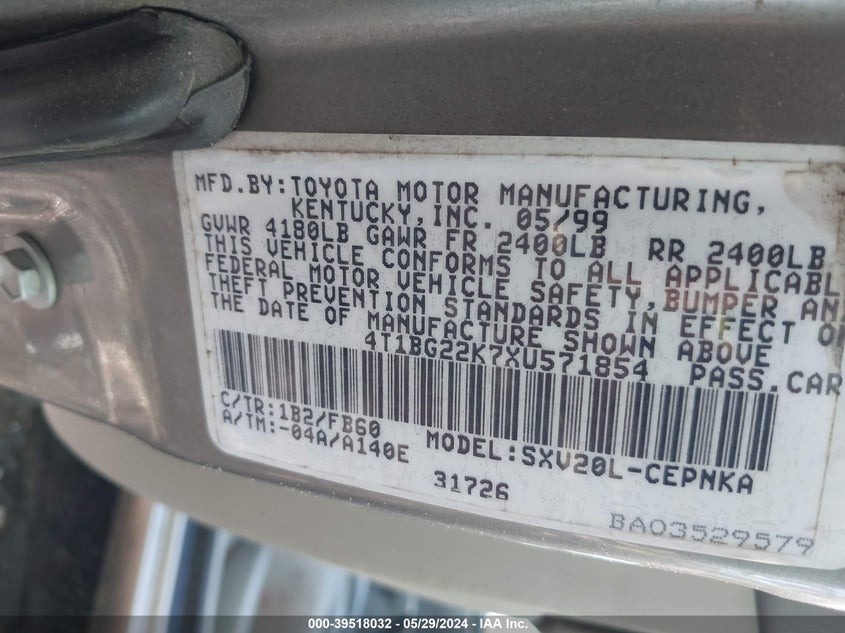 MFD.BY:TOYOTA MOTOR MANUFACTURING,
KENTUCKY,INC. 05/99
GVWR 4180LB GAWR FR 2400LB RR 2400LB
THIS VEHICLE CONFORMS TO ALL APPLICABL
FEDERAL MOTOR VEHICLE SAFETY,BUMPER AN
THEFT PREVENTION STANDARDS IN EFFECT O
THE DATE OF MANUFACTURE SHOWN ABOVE
4T1BG22K7XU571854 PASS.CAR
C/TR:1B2/FB60
A/TM:-04A/A140E MODEL:SXV20L-CEPNKA
31726
BA03529579
000-39518032 - 05/29/2024 - IAA Inc.